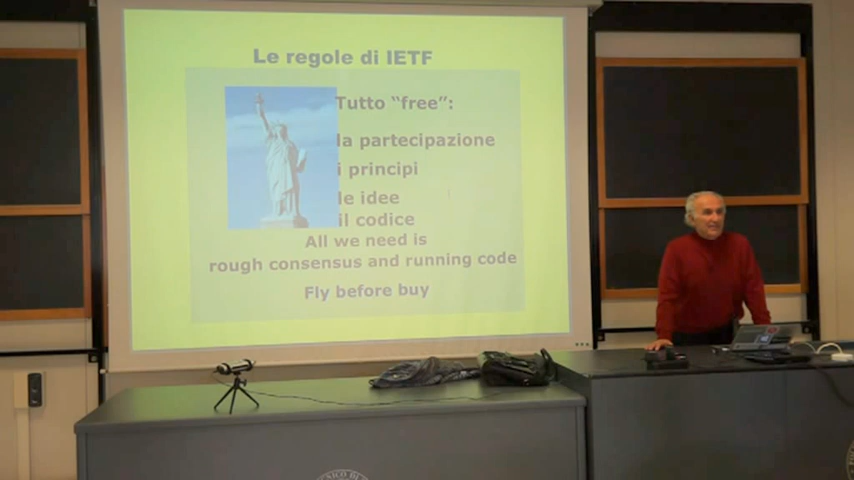 Le regole di IETF
Tutto “free”:
la partecipazione
i principi
le idee
il codice
All we need is
rough consensus and running code
Fly before buy